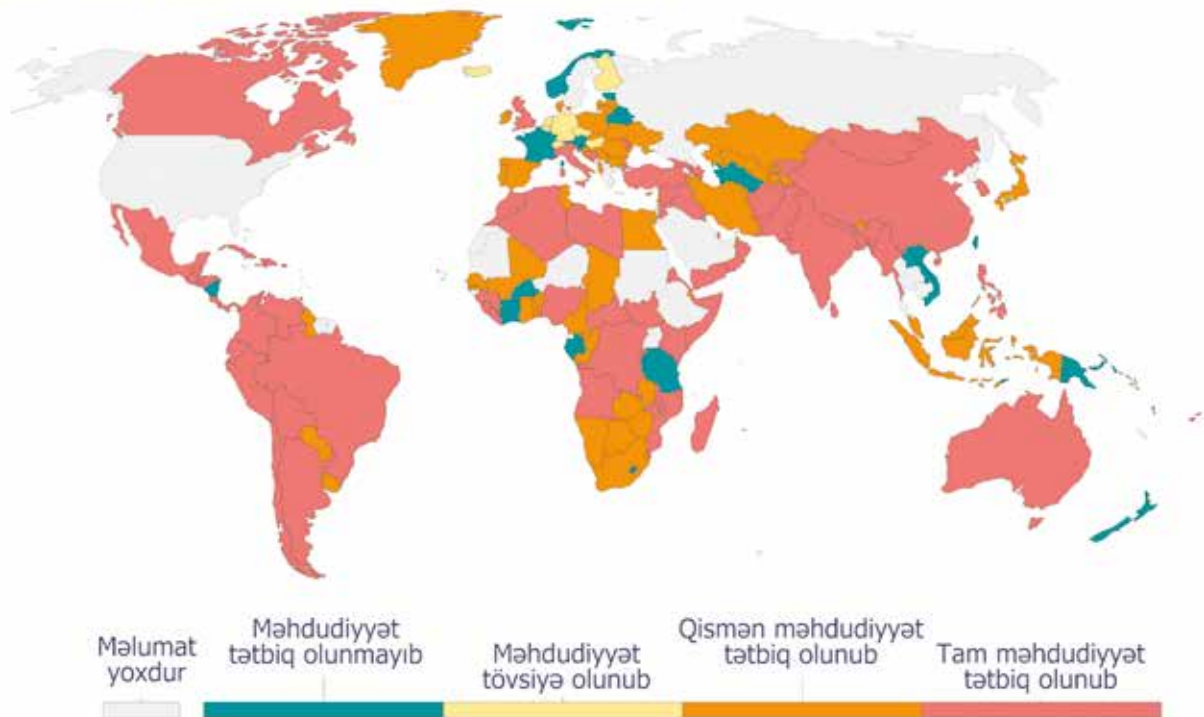 Məlumat
yoxdur
Məhdudiyyət
tətbiq olunmayıb
Məhdudiyyət
tövsiyə olunub
Qismən məhdudiyyət
tətbiq olunub
Tam məhdudiyyət
tətbiq olunub